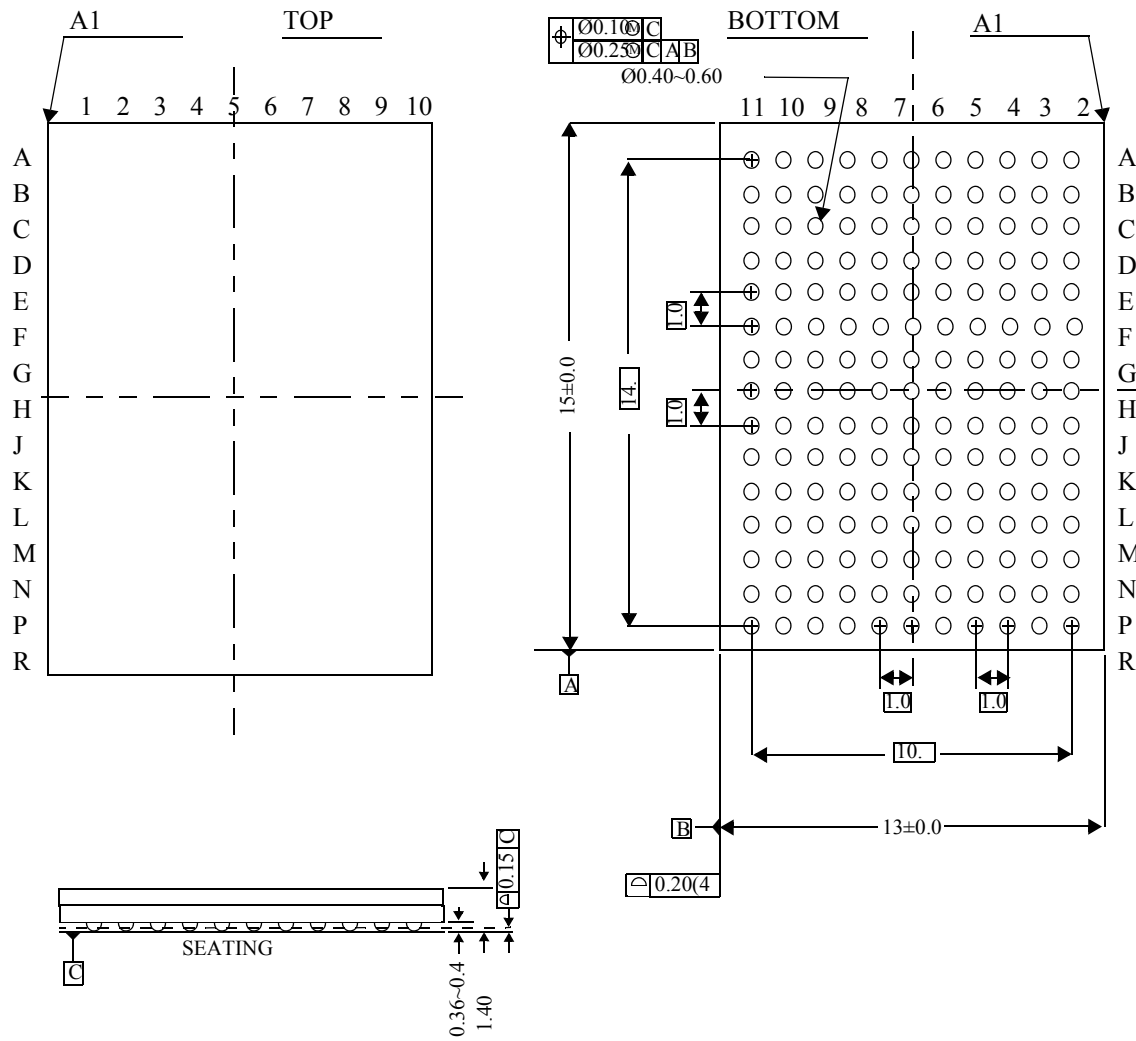 A1 TOP
Ø0.10Ⓜ C
Ø0.25Ⓜ C A B
BOTTOM A1
Ø0.40~0.60
1 2 3 4 5 6 7 8 9 10
11 10 9 8 7 6 5 4 3 2
A
B
C
D
E
F
G
H
J
K
L
M
N
P
R
1.0
15±0.0
14.
1.0
A
B
C
D
E
F
G
H
J
K
L
M
N
P
R
A
1.0 1.0
10.
B
13±0.0
0.20(4
0.15 C
SEATING
C
0.36~0.4
1.40